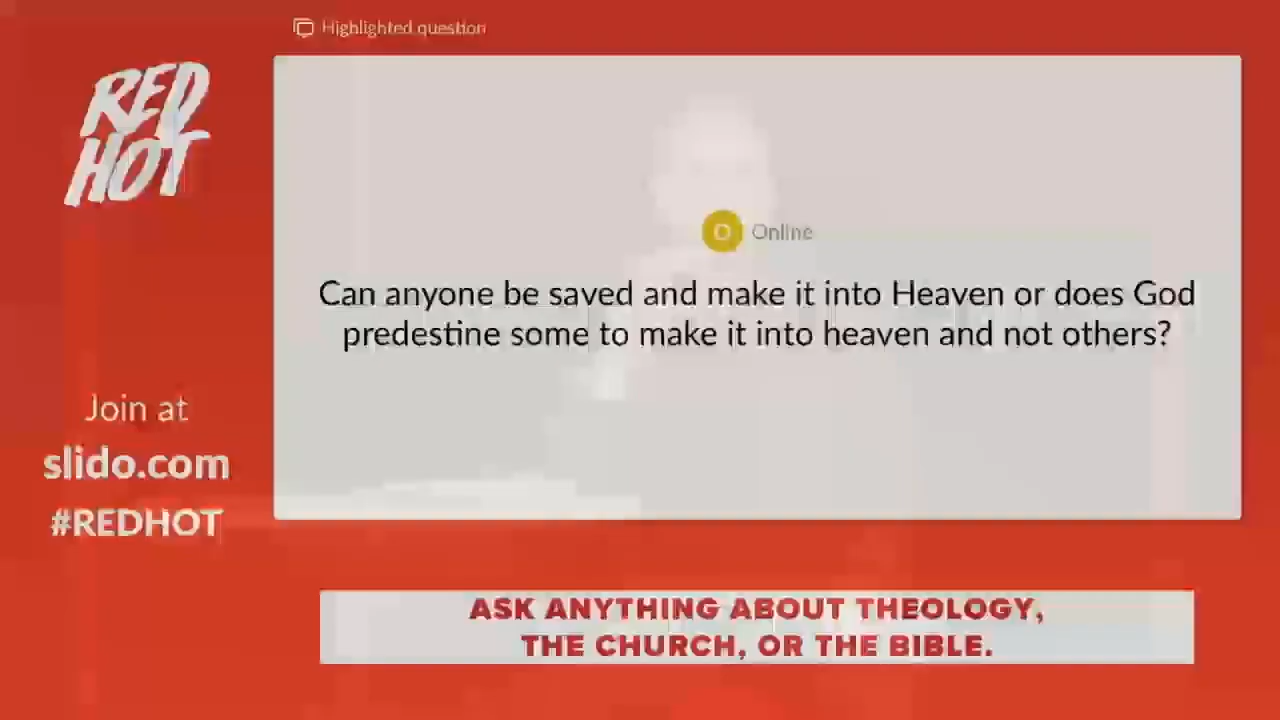 Highlighted question
RED
HOT
O Online
Can anyone be saved and make it into Heaven or does God
predestine some to make it into heaven and not others?
Join at
slido.com
#REDHOT
ASK ANYTHING ABOUT THEOLOGY,
THE CHURCH, OR THE BIBLE.